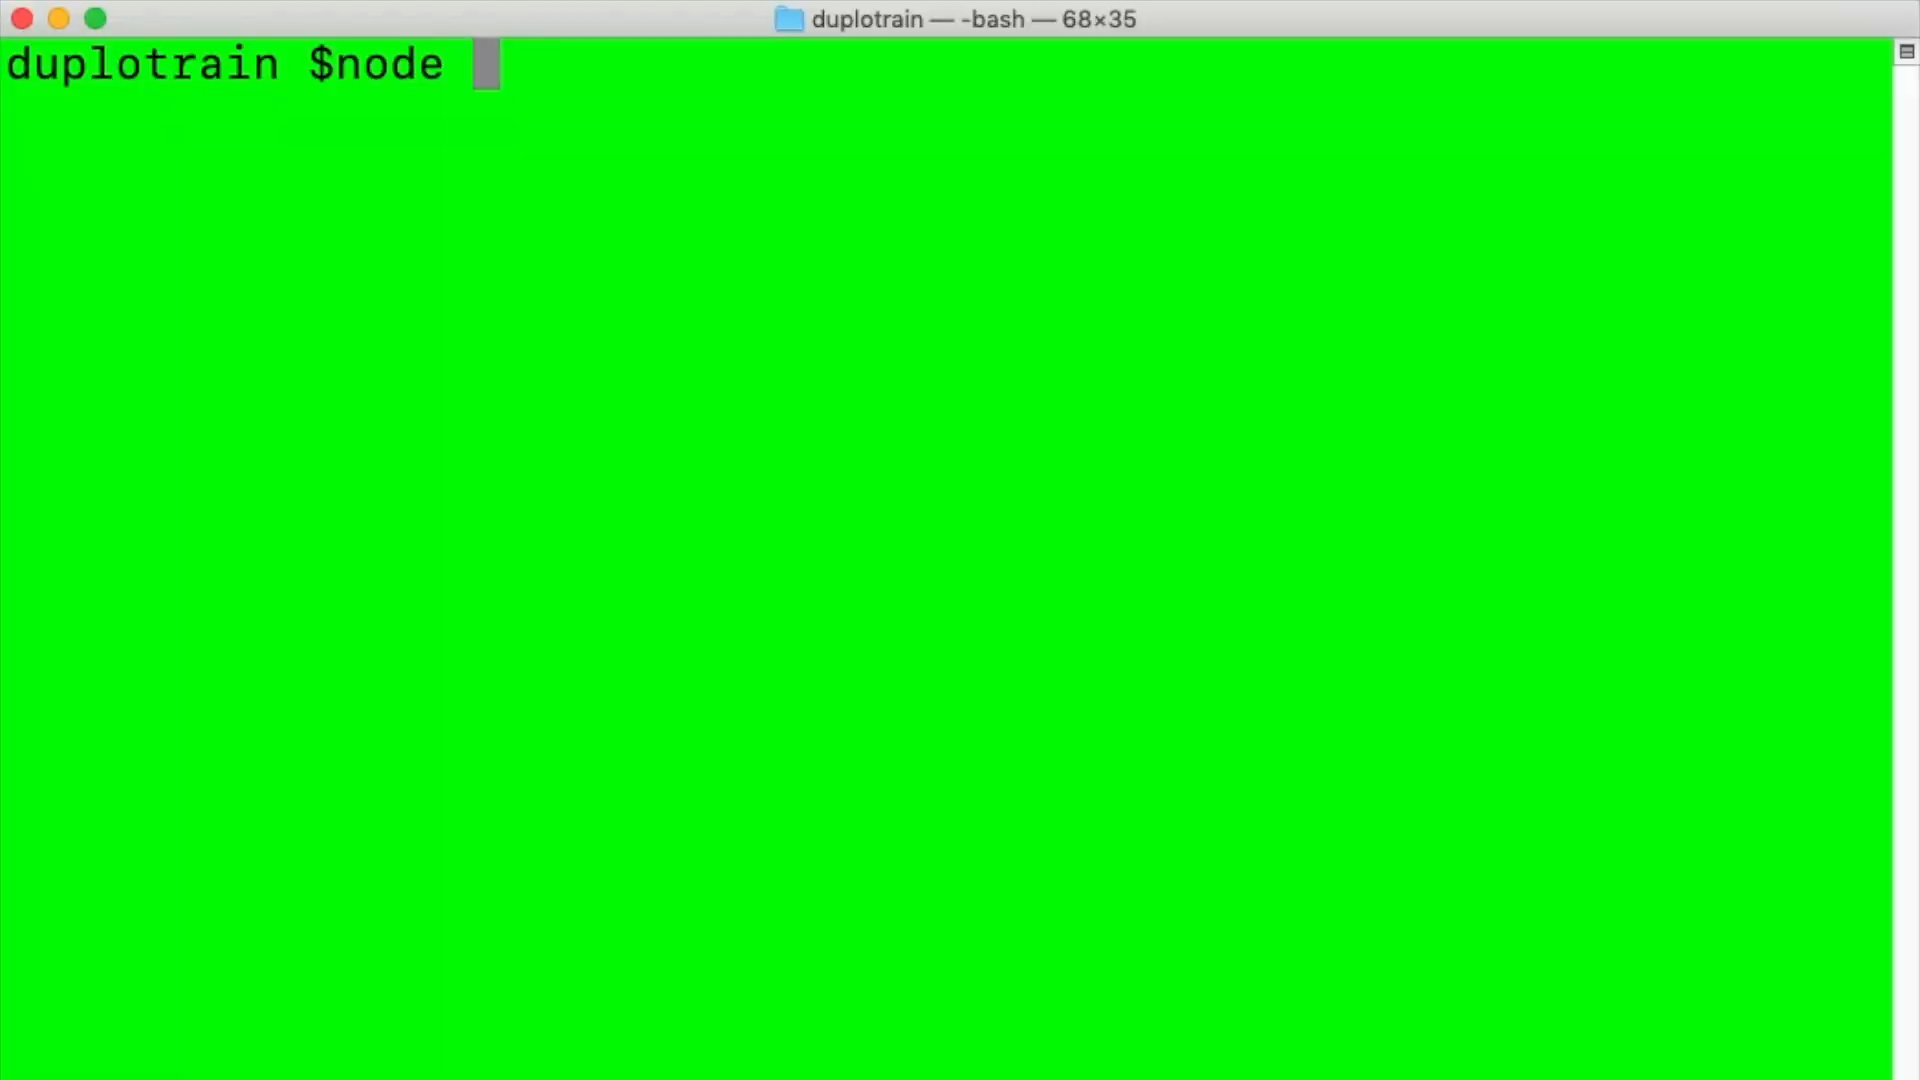 duplotrain — -bash — 68×35
duplotrain $node